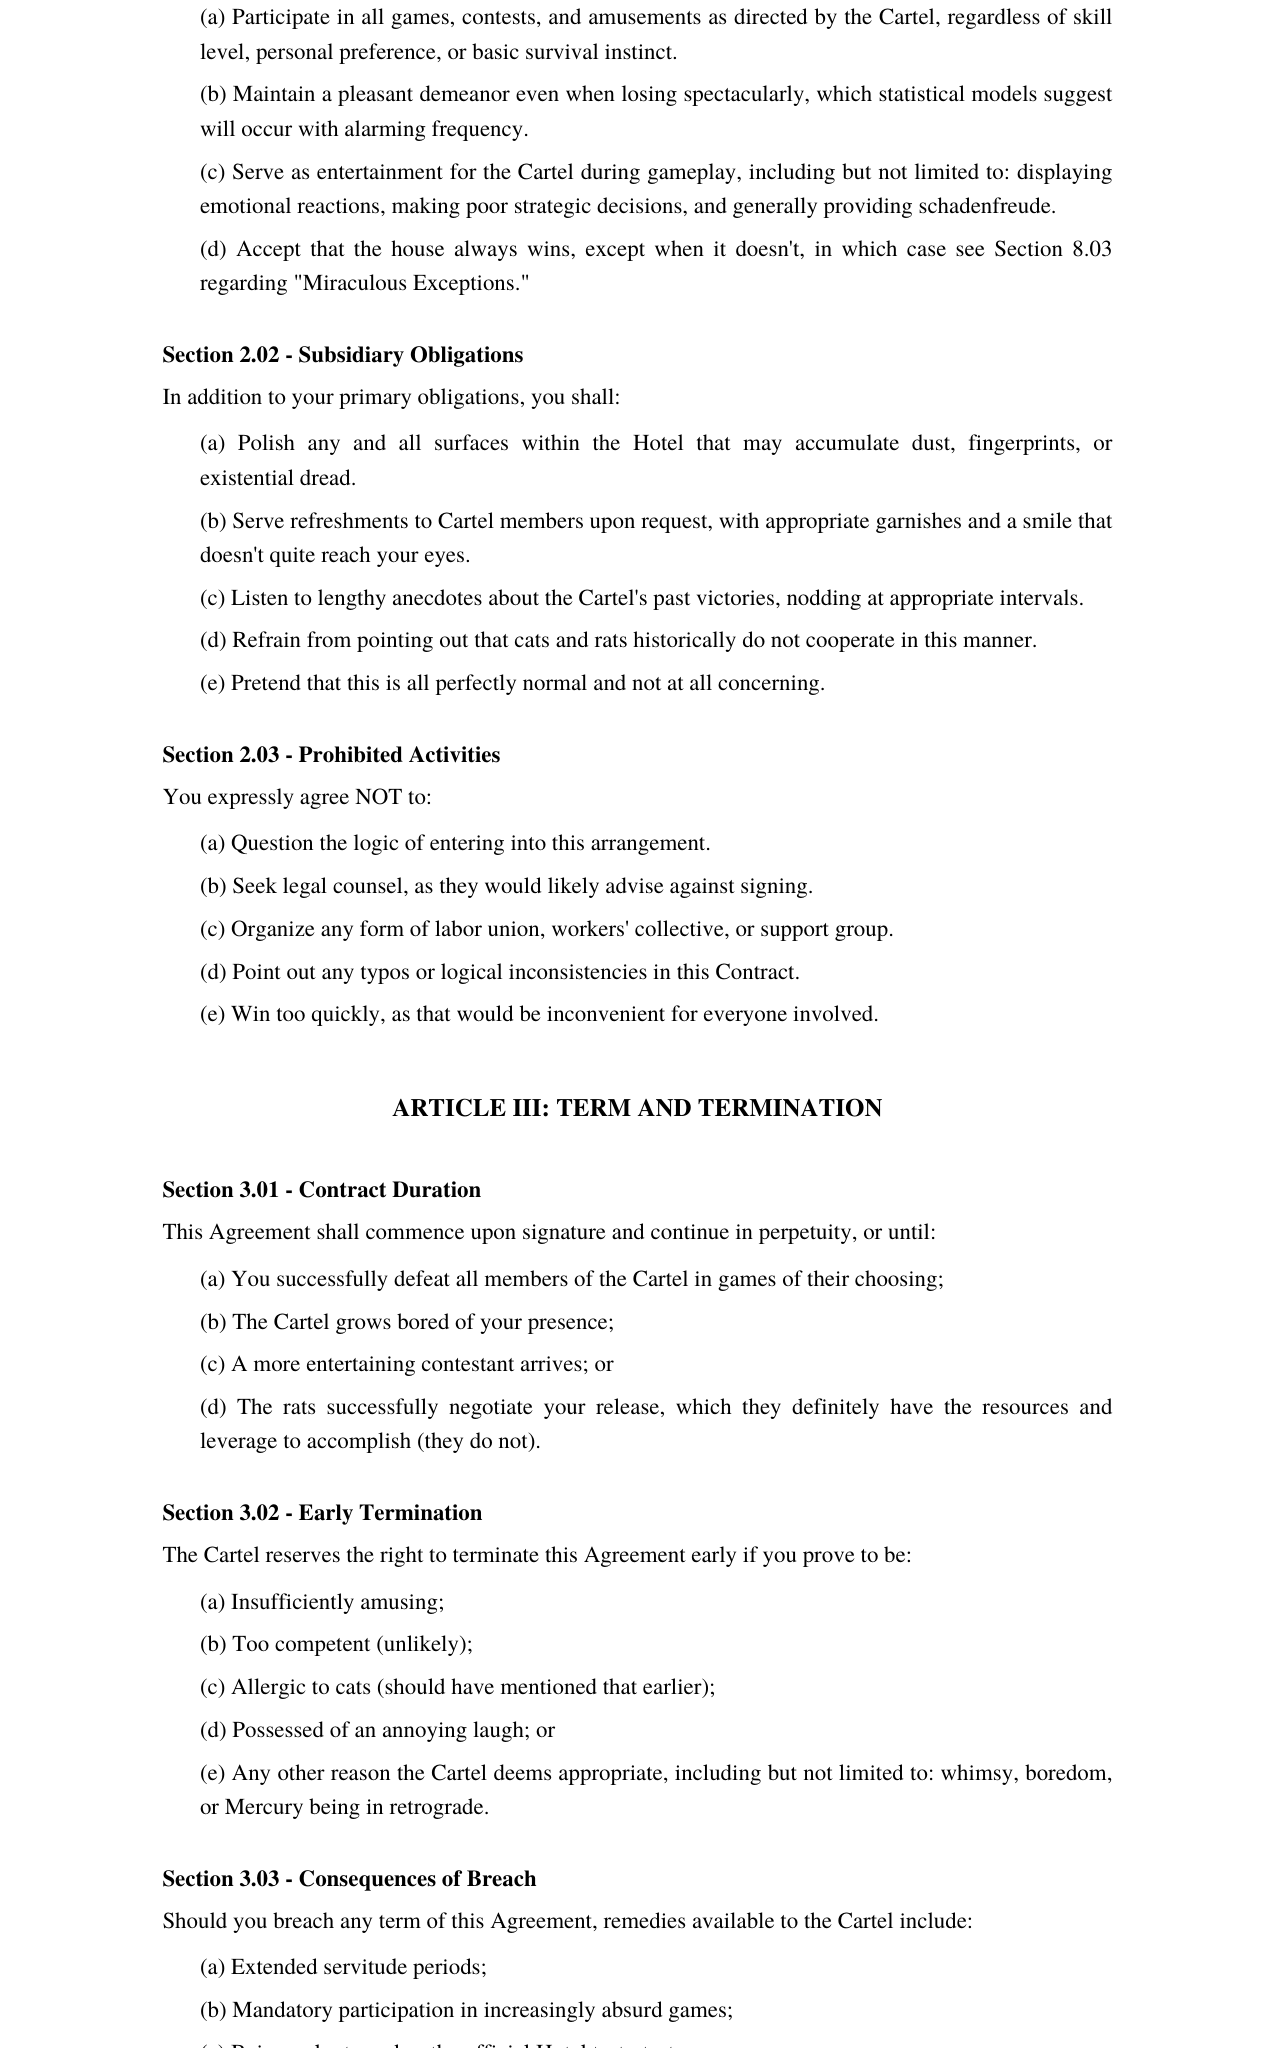 (a) Participate in all games, contests, and amusements as directed by the Cartel, regardless of skill
level, personal preference, or basic survival instinct.
(b) Maintain a pleasant demeanor even when losing spectacularly, which statistical models suggest
will occur with alarming frequency.
(c) Serve as entertainment for the Cartel during gameplay, including but not limited to: displaying
emotional reactions, making poor strategic decisions, and generally providing schadenfreude.
(d) Accept that the house always wins, except when it doesn't, in which case see Section 8.03
regarding "Miraculous Exceptions."
Section 2.02 - Subsidiary Obligations
In addition to your primary obligations, you shall:
(a) Polish any and all surfaces within the Hotel that may accumulate dust, fingerprints, or
existential dread.
(b) Serve refreshments to Cartel members upon request, with appropriate garnishes and a smile that
doesn't quite reach your eyes.
(c) Listen to lengthy anecdotes about the Cartel's past victories, nodding at appropriate intervals.
(d) Refrain from pointing out that cats and rats historically do not cooperate in this manner.
(e) Pretend that this is all perfectly normal and not at all concerning.
Section 2.03 - Prohibited Activities
You expressly agree NOT to:
(a) Question the logic of entering into this arrangement.
(b) Seek legal counsel, as they would likely advise against signing.
(c) Organize any form of labor union, workers' collective, or support group.
(d) Point out any typos or logical inconsistencies in this Contract.
(e) Win too quickly, as that would be inconvenient for everyone involved.
ARTICLE III: TERM AND TERMINATION
Section 3.01 - Contract Duration
This Agreement shall commence upon signature and continue in perpetuity, or until:
(a) You successfully defeat all members of the Cartel in games of their choosing;
(b) The Cartel grows bored of your presence;
(c) A more entertaining contestant arrives; or
(d) The rats successfully negotiate your release, which they definitely have the resources and
leverage to accomplish (they do not).
Section 3.02 - Early Termination
The Cartel reserves the right to terminate this Agreement early if you prove to be:
(a) Insufficiently amusing;
(b) Too competent (unlikely);
(c) Allergic to cats (should have mentioned that earlier);
(d) Possessed of an annoying laugh; or
(e) Any other reason the Cartel deems appropriate, including but not limited to: whimsy, boredom,
or Mercury being in retrograde.
Section 3.03 - Consequences of Breach
Should you breach any term of this Agreement, remedies available to the Cartel include:
(a) Extended servitude periods;
(b) Mandatory participation in increasingly absurd games;